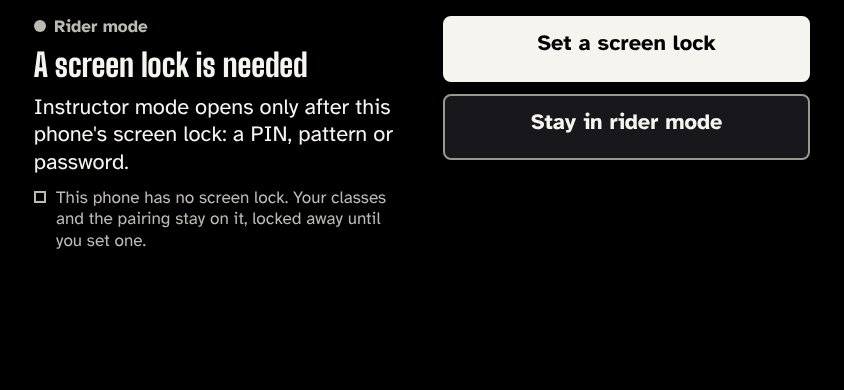 Rider mode
A screen lock is needed
Instructor mode opens only after this
phone's screen lock: a PIN, pattern or
password.
This phone has no screen lock. Your classes
and the pairing stay on it, locked away until
you set one.
Set a screen lock
Stay in rider mode